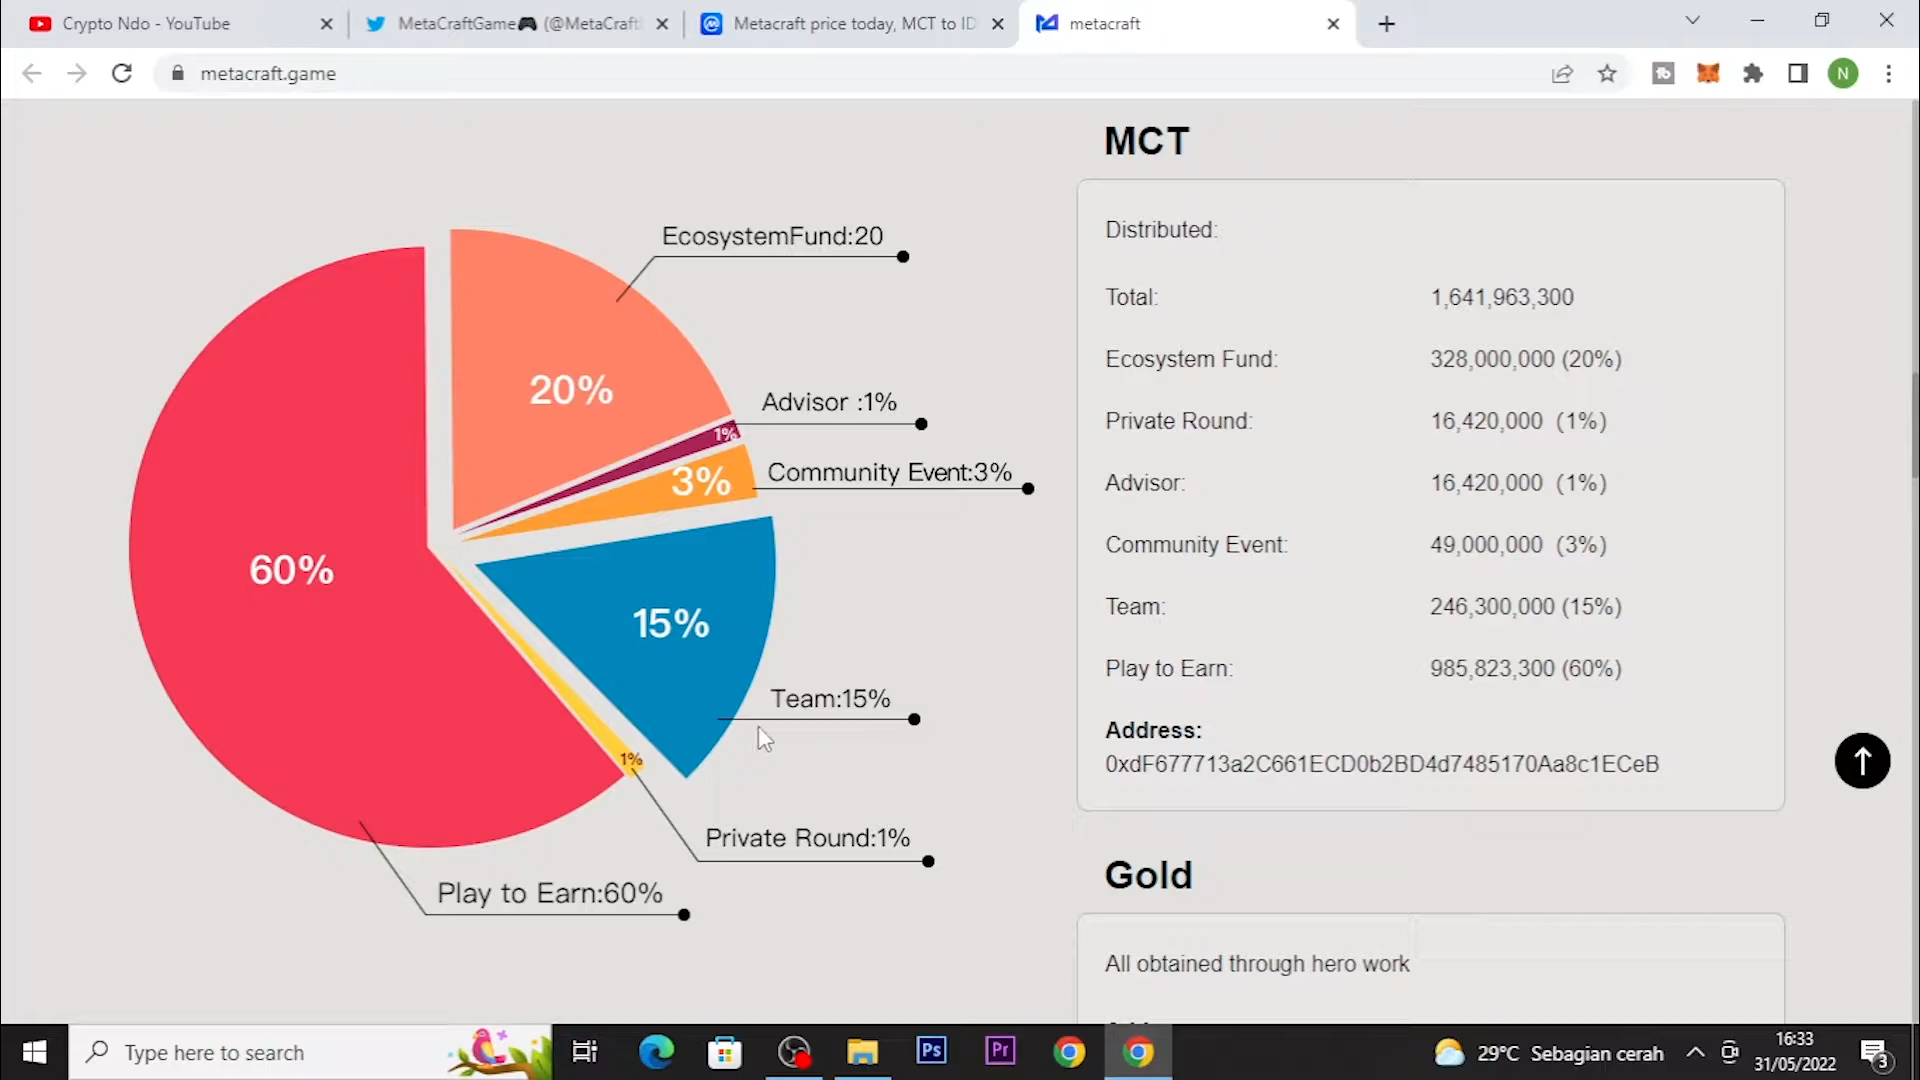 Crypto Ndo - YouTube
MetaCraftGame🎮 (@MetaCraft
Metacraft price today, MCT to ID
metacraft
metacraft.game
N
EcosystemFund:20
20%
Advisor :1%
1%
Community Event:3%
3%
60%
15%
Team:15%
1%
Private Round:1%
Play to Earn:60%
MCT
Distributed:
Total: 1,641,963,300
Ecosystem Fund: 328,000,000 (20%)
Private Round: 16,420,000 (1%)
Advisor: 16,420,000 (1%)
Community Event: 49,000,000 (3%)
Team: 246,300,000 (15%)
Play to Earn: 985,823,300 (60%)
Address:
0xdF677713a2C661ECD0b2BD4d7485170Aa8c1ECeB
Gold
All obtained through hero work
Type here to search
Ps
Pr
29°C Sebagian cerah
16:33
31/05/2022
3